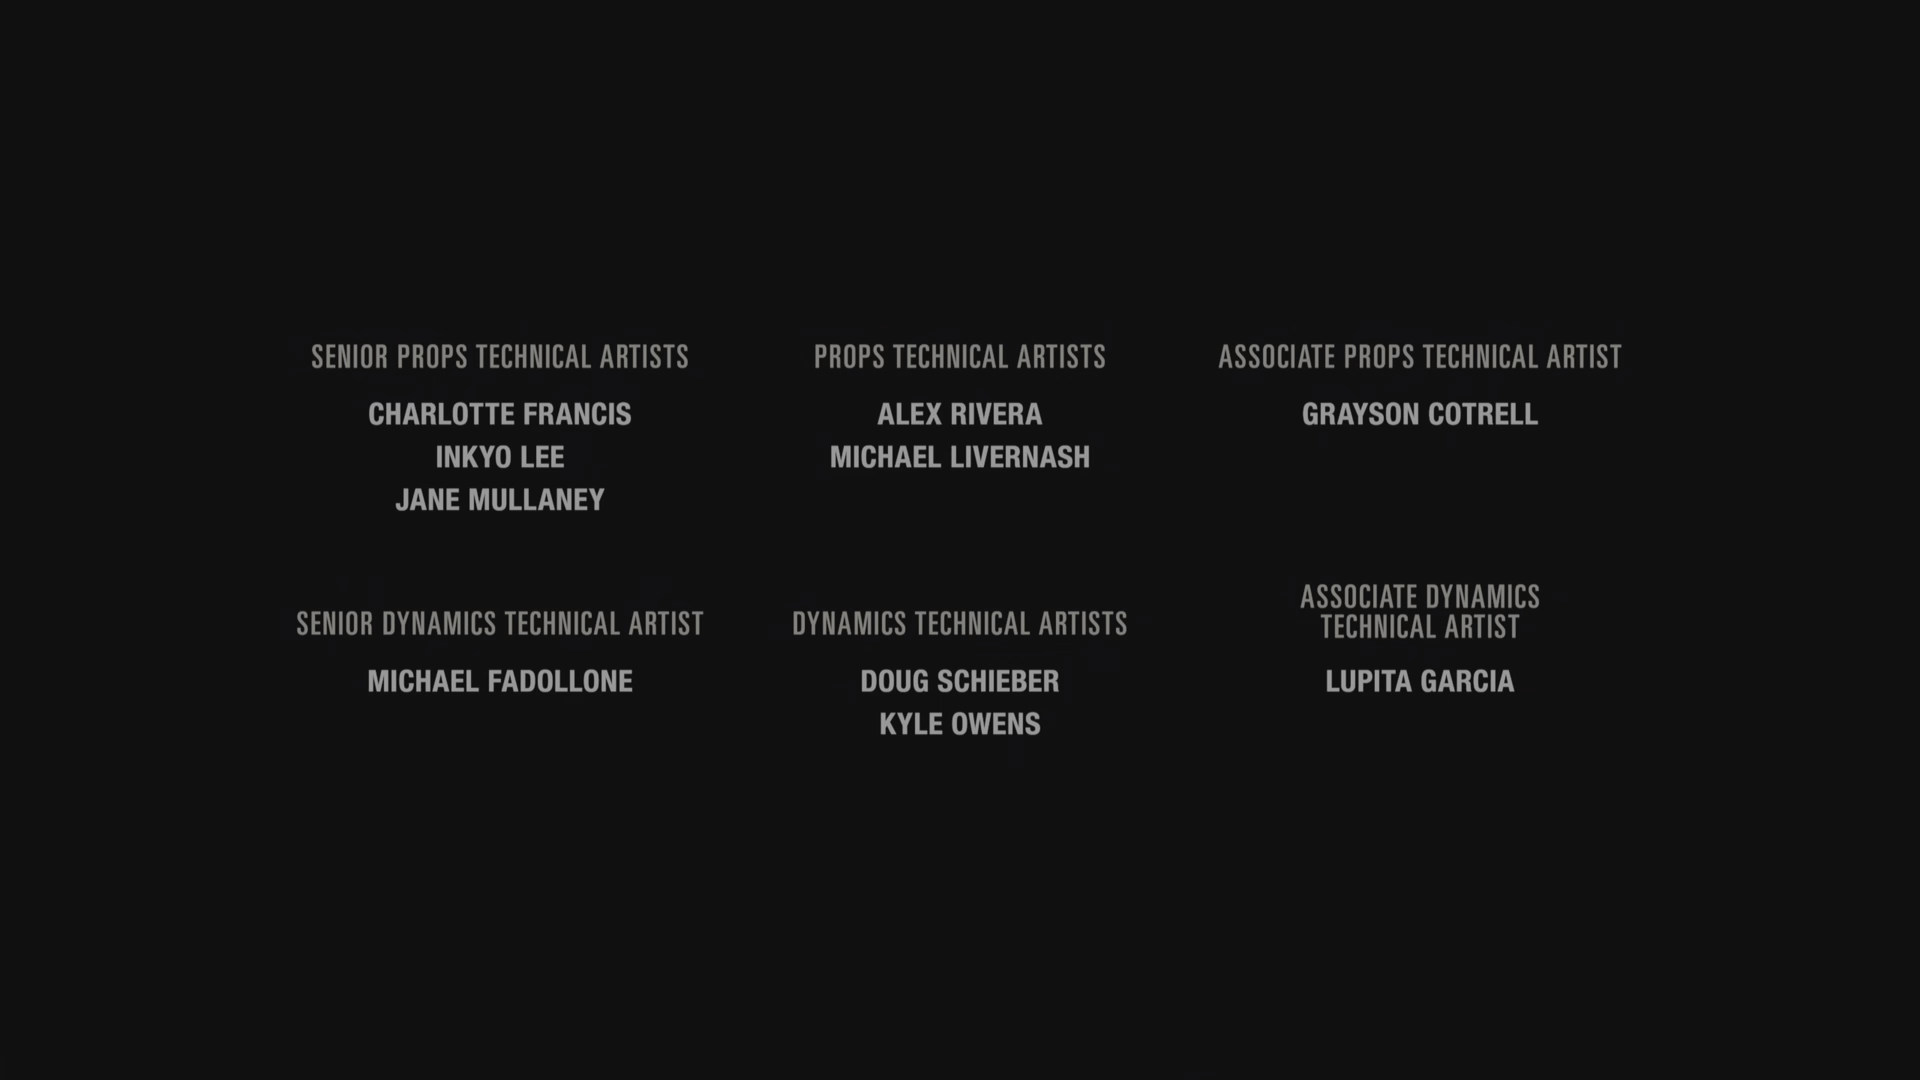 SENIOR PROPS TECHNICAL ARTISTS
CHARLOTTE FRANCIS
INKYO LEE
JANE MULLANEY
PROPS TECHNICAL ARTISTS
ALEX RIVERA
MICHAEL LIVERNASH
ASSOCIATE PROPS TECHNICAL ARTIST
GRAYSON COTRELL
SENIOR DYNAMICS TECHNICAL ARTIST
MICHAEL FADOLLONE
DYNAMICS TECHNICAL ARTISTS
DOUG SCHIEBER
KYLE OWENS
ASSOCIATE DYNAMICS
TECHNICAL ARTIST
LUPITA GARCIA